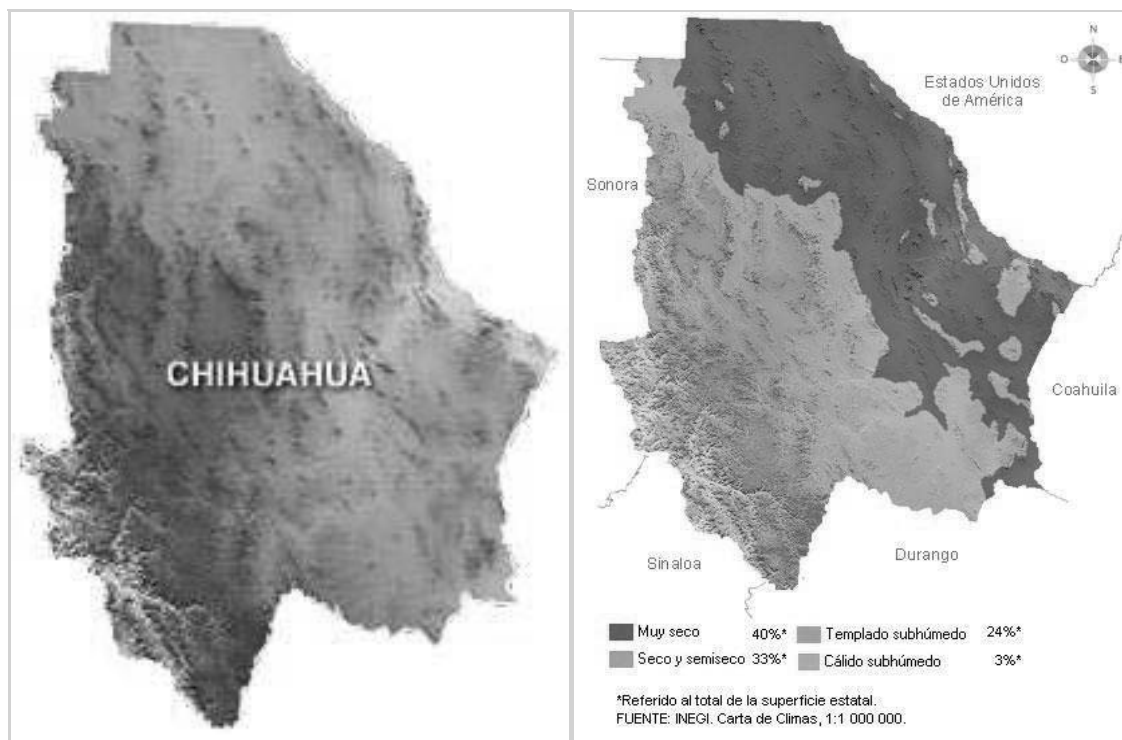 CHIHUAHUA
N
O
E
S
Estados Unidos
de América
Sonora
Coahuila
Durango
Sinaloa
Muy seco 40%* Templado subhúmedo 24%*
Seco y semiseco 33%* Cálido subhúmedo 3%*
*Referido al total de la superficie estatal.
FUENTE: INEGI. Carta de Climas, 1:1 000 000.